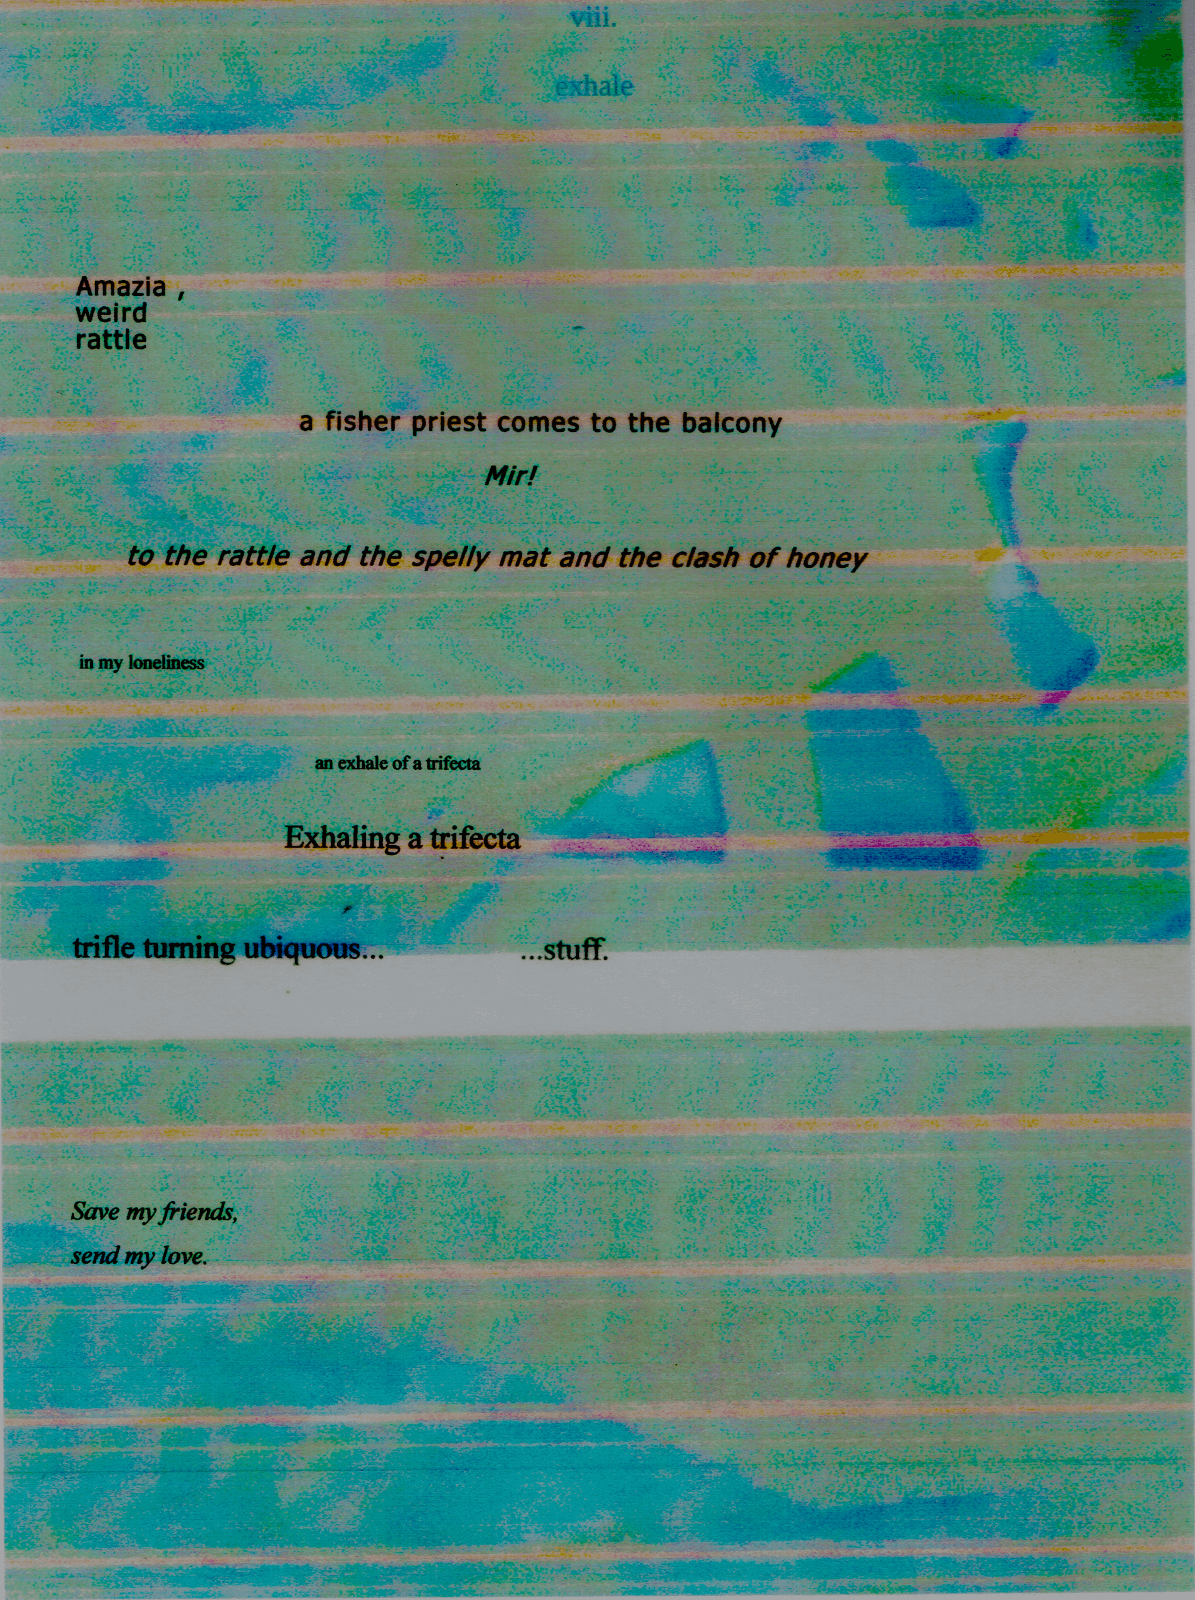 viii.
exhale
Amazia ,
weird
rattle
a fisher priest comes to the balcony
Mir!
to the rattle and the spelly mat and the clash of honey
in my loneliness
an exhale of a trifecta
Exhaling a trifecta
trifle turning ubiquous... ...stuff.
Save my friends,
send my love.